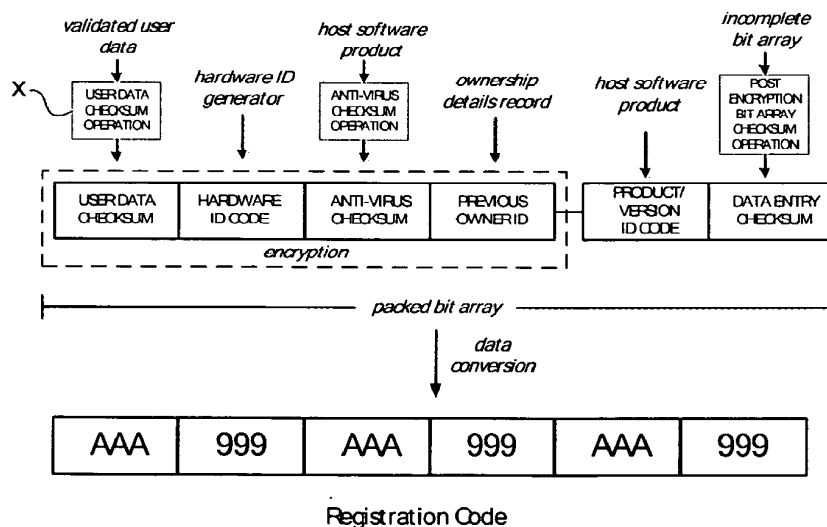 validated user
data
host software
product
incomplete
bit array
hardware ID
generator
ownership
details record
host software
product
X
USER DATA
CHECKSUM
OPERATION
ANTI-VIRUS
CHECKSUM
OPERATION
POST
ENCRYPTION
BIT ARRAY
CHECKSUM
OPERATION
USER DATA
CHECKSUM
HARDWARE
ID CODE
ANTI-VIRUS
CHECKSUM
PREVIOUS
OWNER ID
PRODUCT/
VERSION
ID CODE
DATA ENTRY
CHECKSUM
encryption
packed bit array
data
conversion
AAA 999 AAA 999 AAA 999
Registration Code